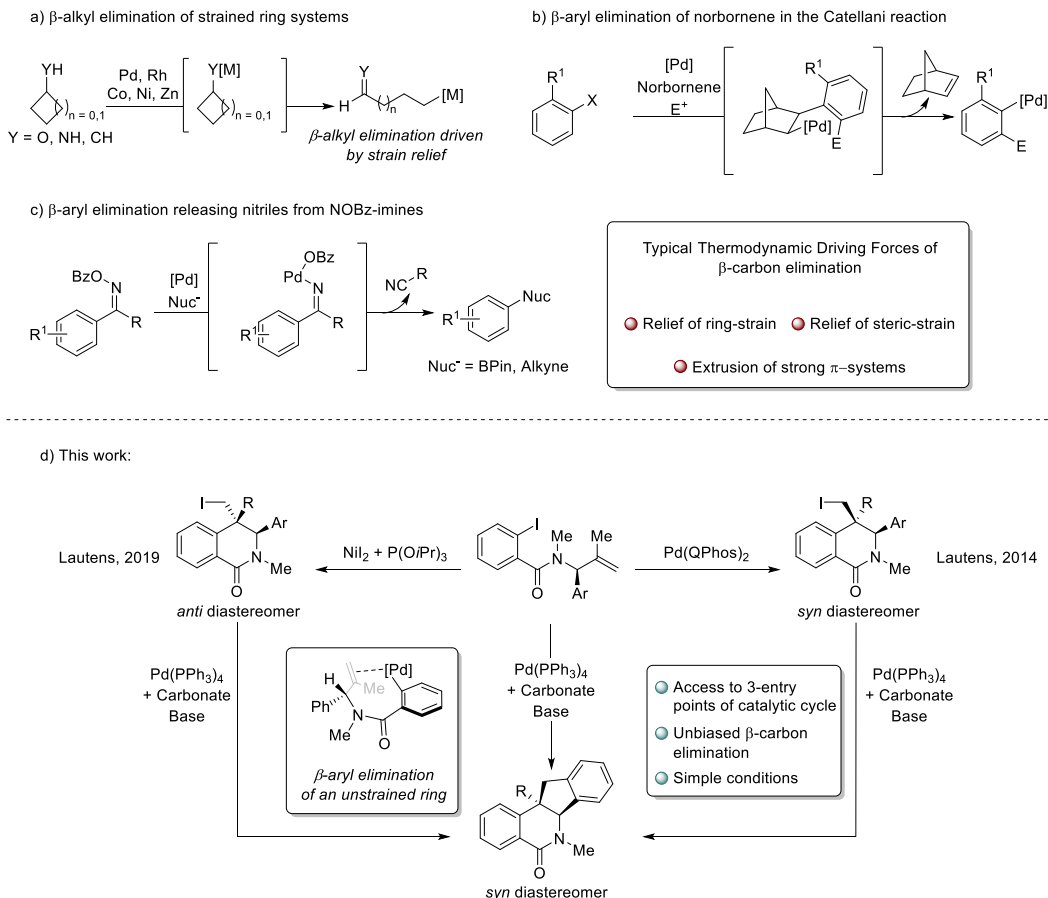 a) β-alkyl elimination of strained ring systems
YH
( )n = 0,1
Y = O, NH, CH
Pd, Rh
Co, Ni, Zn
Y[M]
( )n = 0,1
Y
H
( )n
[M]
β-alkyl elimination driven
by strain relief
b) β-aryl elimination of norbornene in the Catellani reaction
R1
X
[Pd]
Norbornene
E+
R1
[Pd]
E
R1
[Pd]
E
c) β-aryl elimination releasing nitriles from NOBz-imines
BzO
N
R1
R
[Pd]
Nuc-
OBz
Pd
N
R1
R
NC
R
R1
Nuc
Nuc- = BPin, Alkyne
Typical Thermodynamic Driving Forces of
β-carbon elimination
Relief of ring-strain
Relief of steric-strain
Extrusion of strong π−systems
d) This work:
Lautens, 2019
I
R
Ar
N
Me
O
anti diastereomer
NiI2 + P(OiPr)3
I
Me
N
Me
O
Ar
Pd(QPhos)2
I
R
Ar
N
Me
O
syn diastereomer
Lautens, 2014
Pd(PPh3)4
+ Carbonate
Base
H
[Pd]
Me
Ph
N
Me
O
β-aryl elimination
of an unstrained ring
Pd(PPh3)4
+ Carbonate
Base
Access to 3-entry
points of catalytic cycle
Unbiased β-carbon
elimination
Simple conditions
Pd(PPh3)4
+ Carbonate
Base
R
N
Me
O
syn diastereomer